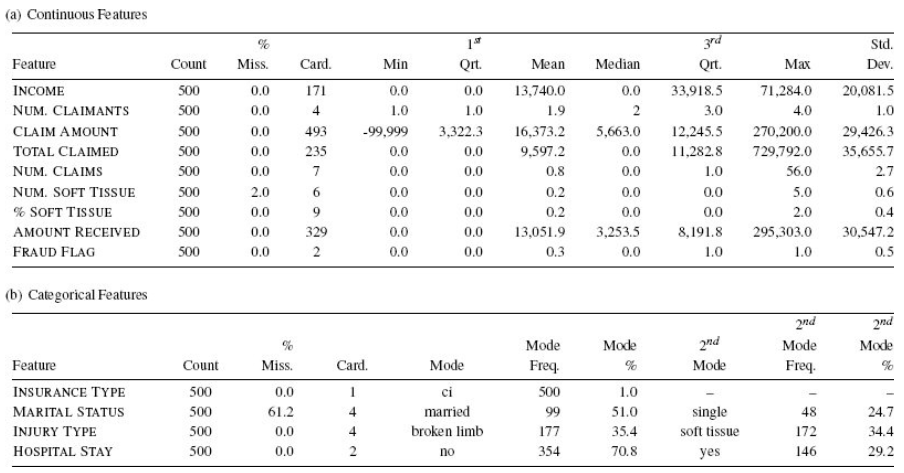 (a) Continuous Features
% 1st 3rd Std.
Feature Count Miss. Card. Min Qrt. Mean Median Qrt. Max Dev.
INCOME 500 0.0 171 0.0 0.0 13,740.0 0.0 33,918.5 71,284.0 20,081.5
NUM. CLAIMANTS 500 0.0 4 1.0 1.0 1.9 2 3.0 4.0 1.0
CLAIM AMOUNT 500 0.0 493 -99,999 3,322.3 16,373.2 5,663.0 12,245.5 270,200.0 29,426.3
TOTAL CLAIMED 500 0.0 235 0.0 0.0 9,597.2 0.0 11,282.8 729,792.0 35,655.7
NUM. CLAIMS 500 0.0 7 0.0 0.0 0.8 0.0 1.0 56.0 2.7
NUM. SOFT TISSUE 500 2.0 6 0.0 0.0 0.2 0.0 0.0 5.0 0.6
% SOFT TISSUE 500 0.0 9 0.0 0.0 0.2 0.0 0.0 2.0 0.4
AMOUNT RECEIVED 500 0.0 329 0.0 0.0 13,051.9 3,253.5 8,191.8 295,303.0 30,547.2
FRAUD FLAG 500 0.0 2 0.0 0.0 0.3 0.0 1.0 1.0 0.5
(b) Categorical Features
2nd 2nd
% Mode Mode 2nd Mode Mode
Feature Count Miss. Card. Mode Freq. % Mode Freq. %
INSURANCE TYPE 500 0.0 1 ci 500 1.0 – – –
MARITAL STATUS 500 61.2 4 married 99 51.0 single 48 24.7
INJURY TYPE 500 0.0 4 broken limb 177 35.4 soft tissue 172 34.4
HOSPITAL STAY 500 0.0 2 no 354 70.8 yes 146 29.2